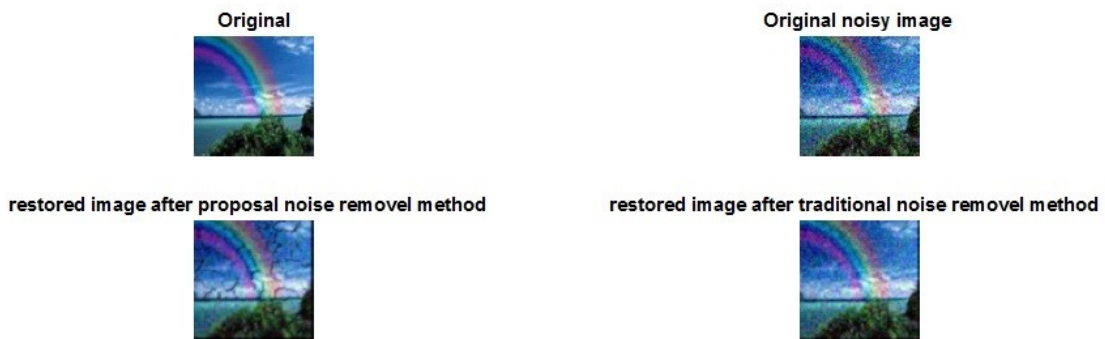 Original
Original noisy image
restored image after proposal noise removel method
restored image after traditional noise removel method